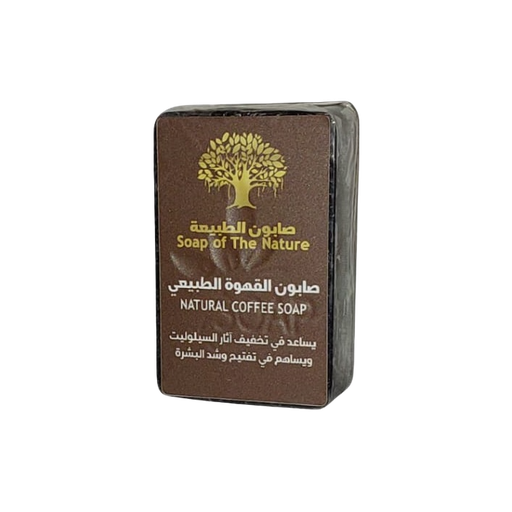 صابون الطبيعة
Soap of The Nature
صابون القهوة الطبيعي
NATURAL COFFEE SOAP
SOAP
يساعد في تخفيف آثار السيلوليت
ويساهم في تفتيح وشد البشرة